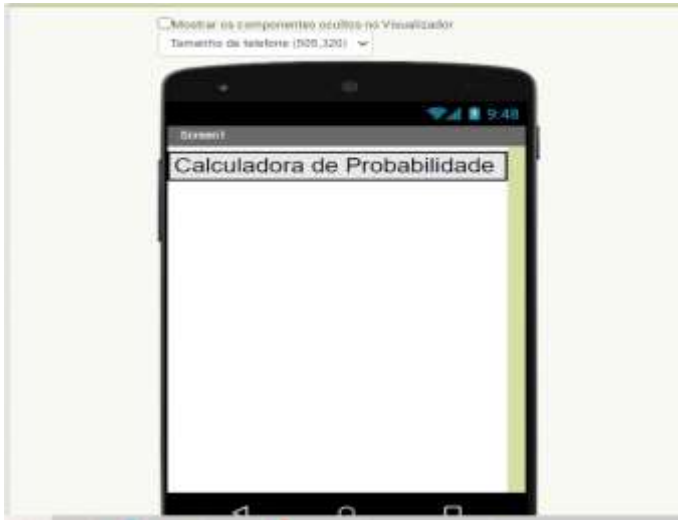 Mostrar os componentes ocultos no Visualizador
Tamanho de telefone (505,320)
9:48
Screen1
Calculadora de Probabilidade